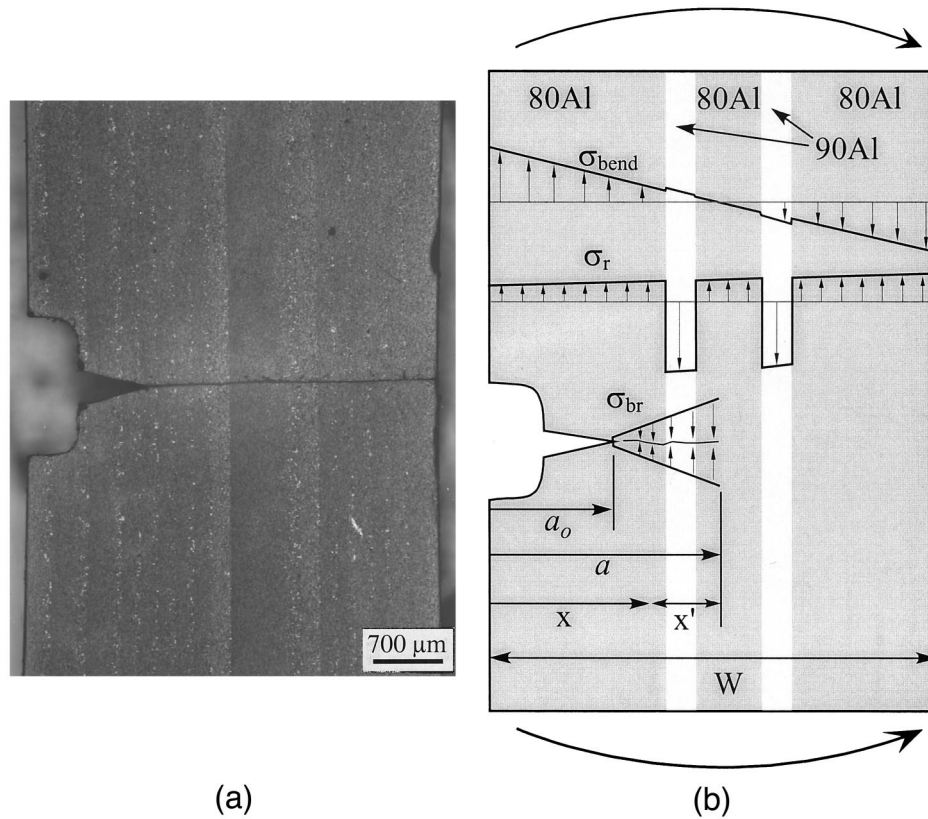 700 µm
(a)
80Al 80Al 80Al
90Al
σbend
σr
σbr
ao
a
x x'
W
(b)